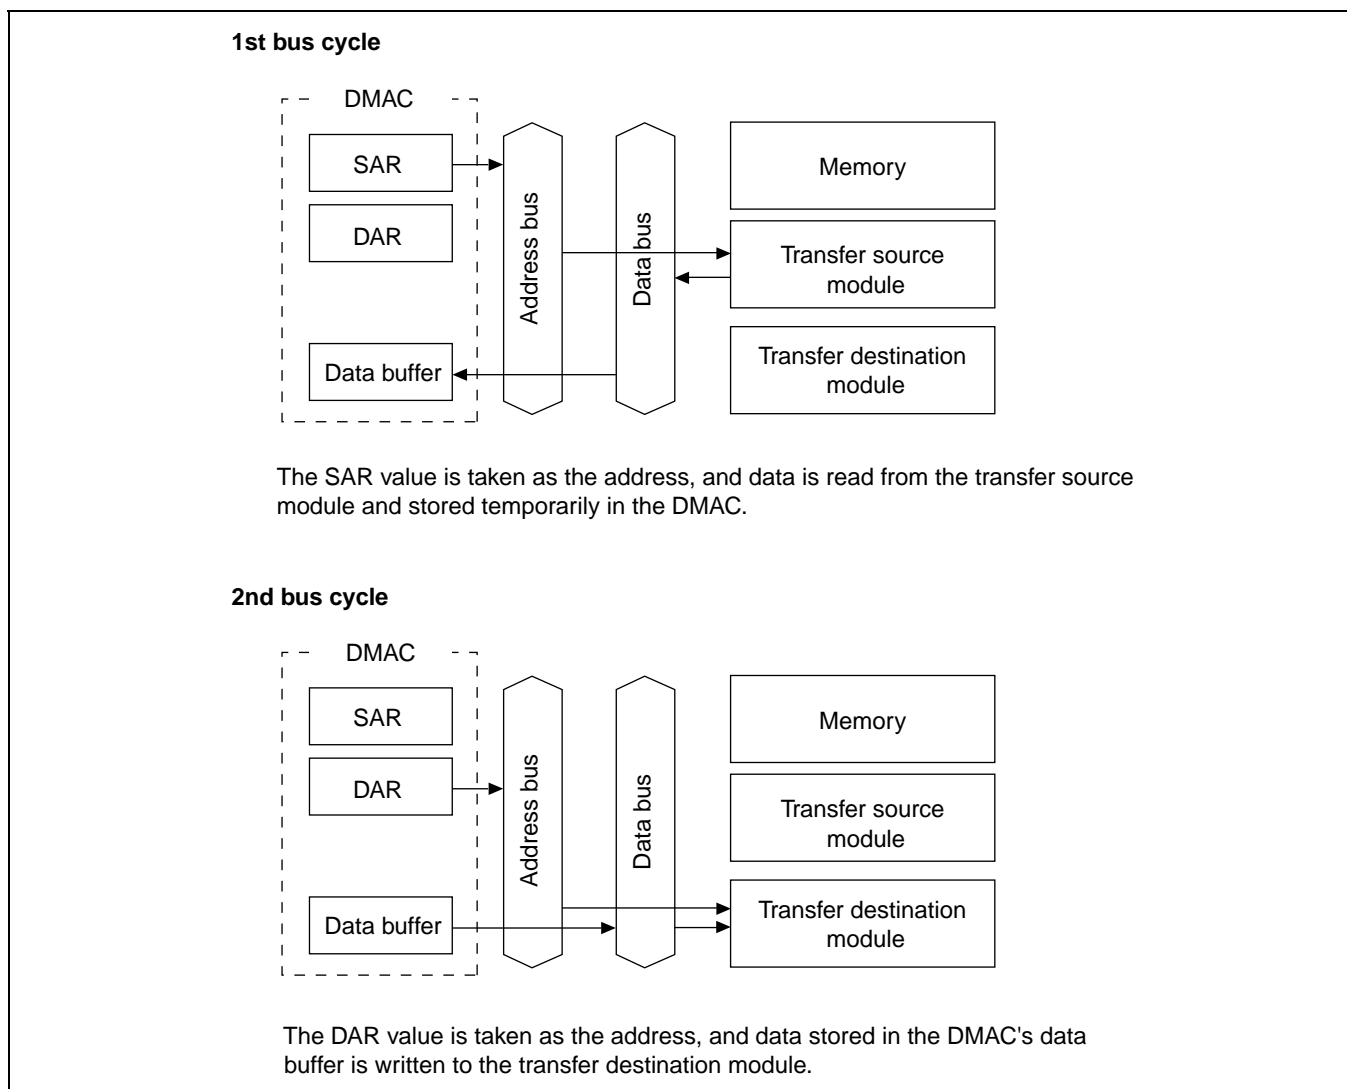 1st bus cycle
DMAC
SAR
DAR
Data buffer
Address bus
Data bus
Memory
Transfer source
module
Transfer destination
module
The SAR value is taken as the address, and data is read from the transfer source
module and stored temporarily in the DMAC.
2nd bus cycle
DMAC
SAR
DAR
Data buffer
Address bus
Data bus
Memory
Transfer source
module
Transfer destination
module
The DAR value is taken as the address, and data stored in the DMAC's data
buffer is written to the transfer destination module.